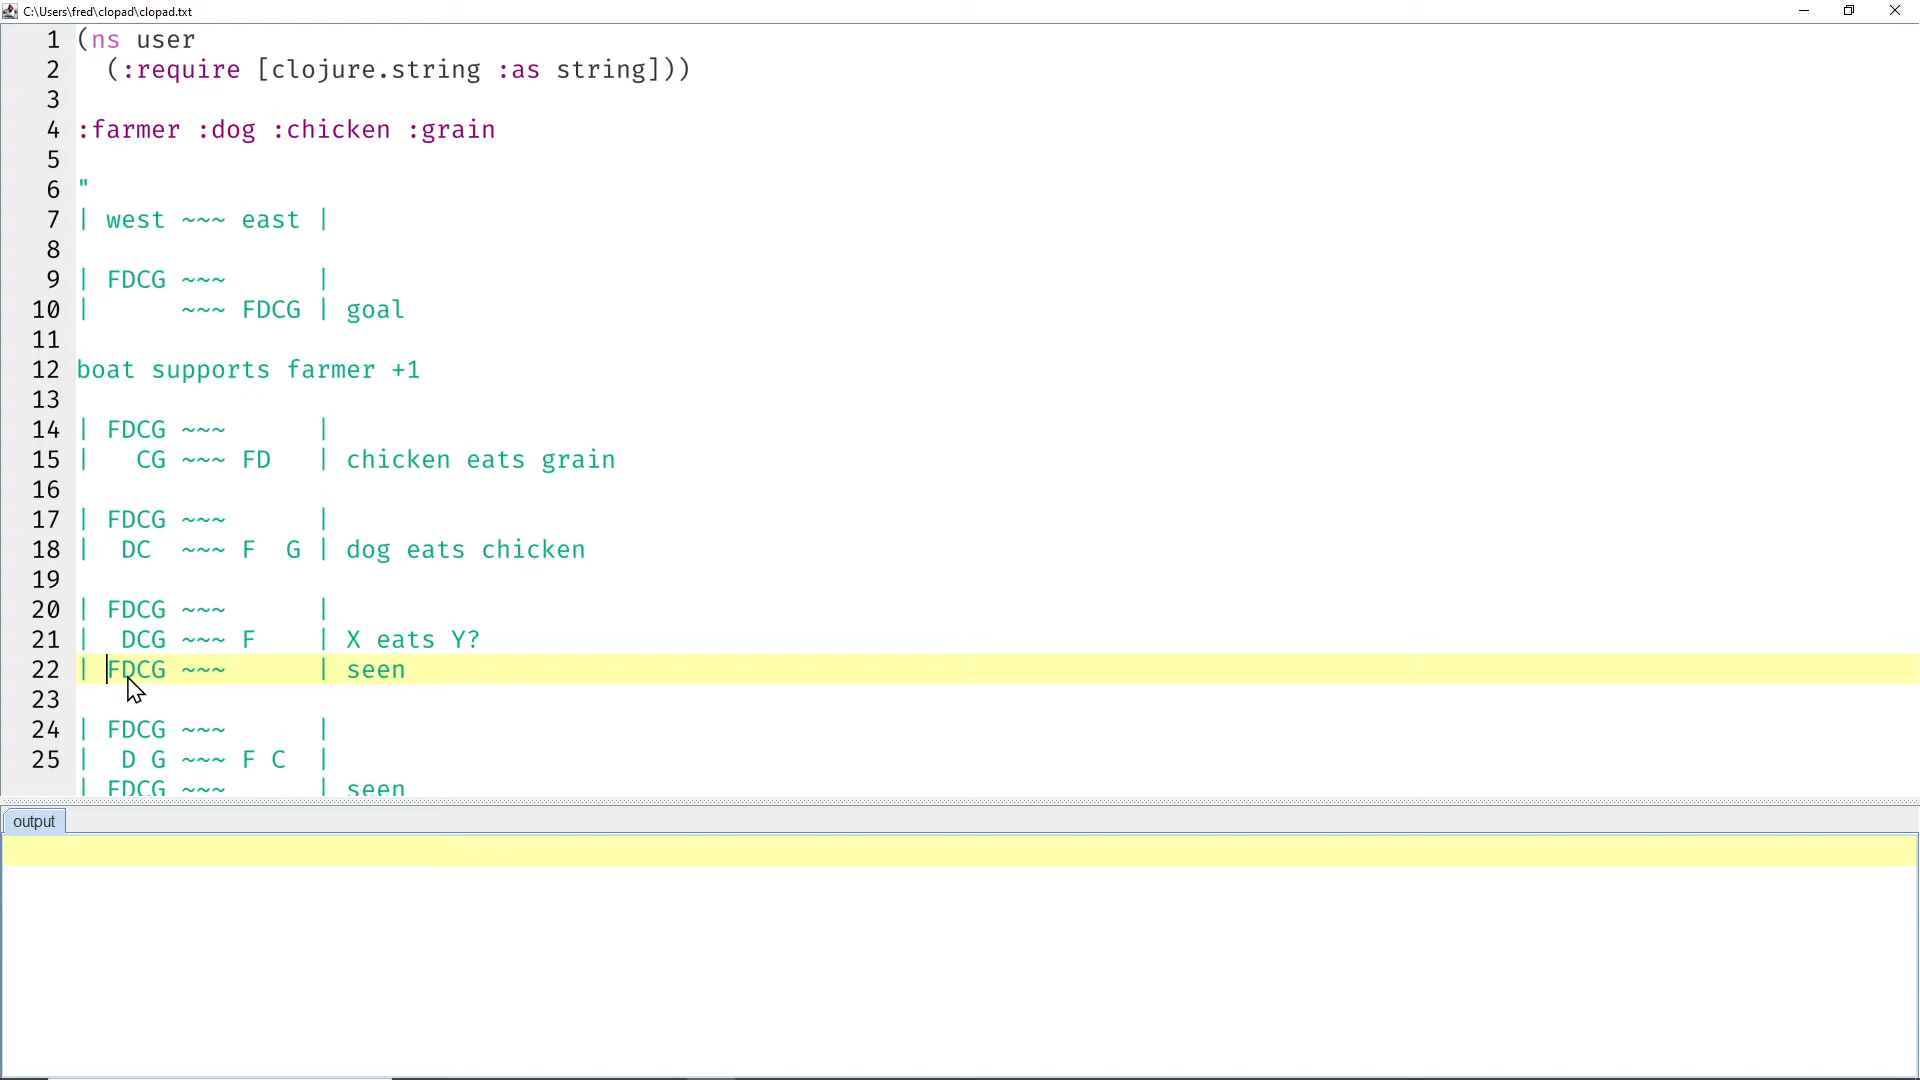 C:\Users\fred\clopad\clopad.txt
1 (ns user
2   (:require [clojure.string :as string]))
3
4 :farmer :dog :chicken :grain
5
6 "
7 | west ~~~ east |
8
9 | FDCG ~~~      |
10 |      ~~~ FDCG | goal
11
12 boat supports farmer +1
13
14 | FDCG ~~~      |
15 |   CG ~~~ FD   | chicken eats grain
16
17 | FDCG ~~~      |
18 |  DC  ~~~ F  G | dog eats chicken
19
20 | FDCG ~~~      |
21 |  DCG ~~~ F    | X eats Y?
22 | FDCG ~~~      | seen
23
24 | FDCG ~~~      |
25 |  D G ~~~ F C  |
| FDCG ~~~      | seen
output